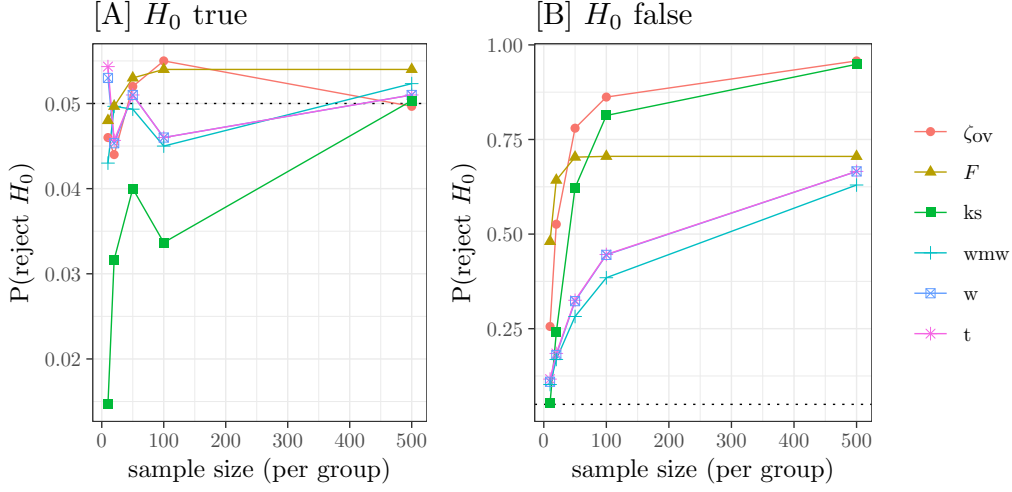 [A] H₀ true
P(reject H₀)
0.05
0.04
0.03
0.02
0 100 200 300 400 500
sample size (per group)
[B] H₀ false
P(reject H₀)
1.00
0.75
0.50
0.25
0 100 200 300 400 500
sample size (per group)
ζov
F
ks
wmw
w
t